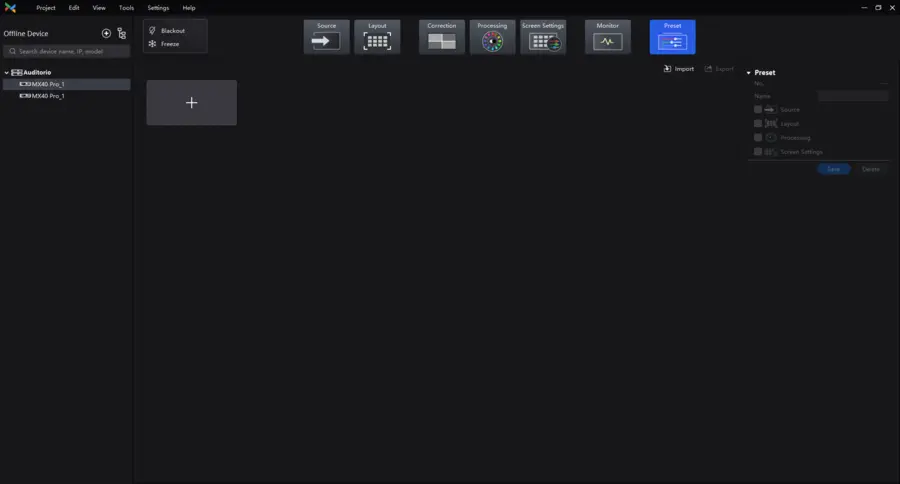 Project Edit View Tools Settings Help
Offline Device
Search device name, IP, model
Auditorio
MX40 Pro_1
MX40 Pro_1
Blackout
Freeze
Source Layout Correction Processing Screen Settings Monitor Preset
Import Export
Preset
No.
Name
Source
Layout
Processing
Screen Settings
Save Delete